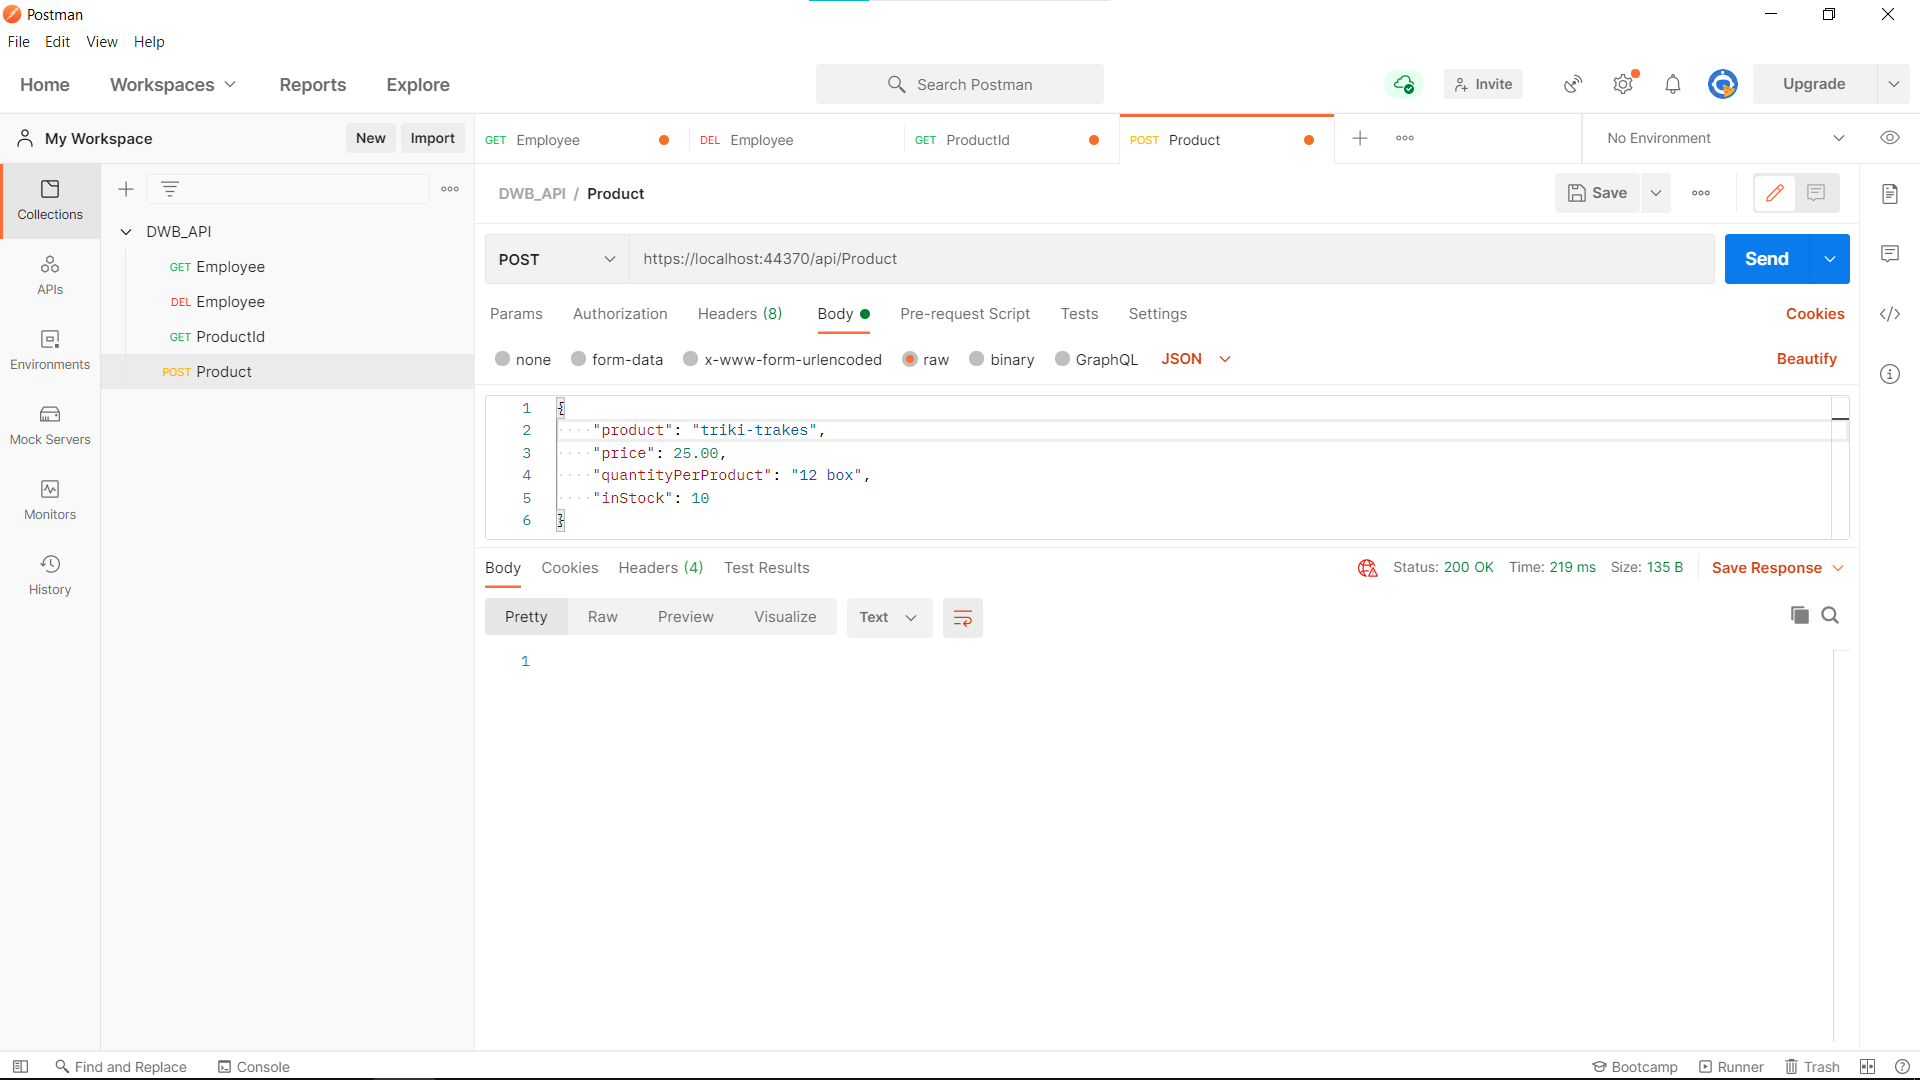 Postman
File Edit View Help
Home Workspaces Reports Explore Search Postman Invite Upgrade
My Workspace New Import GET Employee DEL Employee GET ProductId POST Product No Environment
Collections
APIs
Environments
Mock Servers
Monitors
History
DWB_API
GET Employee
DEL Employee
GET ProductId
POST Product
DWB_API / Product Save
POST https://localhost:44370/api/Product Send
Params Authorization Headers (8) Body Pre-request Script Tests Settings Cookies
none form-data x-www-form-urlencoded raw binary GraphQL JSON Beautify
1 {
2 "product": "triki-trakes",
3 "price": 25.00,
4 "quantityPerProduct": "12 box",
5 "inStock": 10
6 }
Body Cookies Headers (4) Test Results Status: 200 OK Time: 219 ms Size: 135 B Save Response
Pretty Raw Preview Visualize Text
1
Find and Replace Console Bootcamp Runner Trash